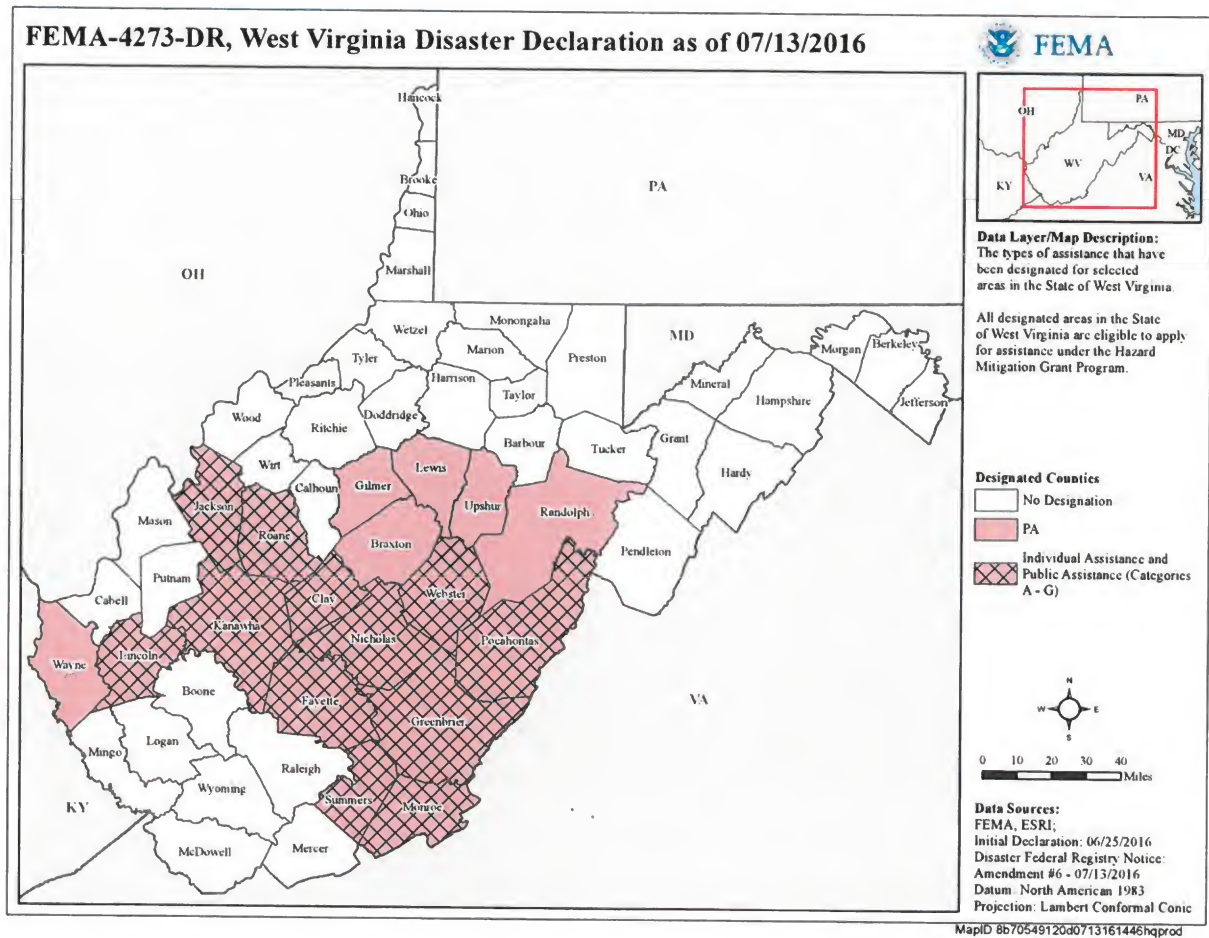 FEMA-4273-DR, West Virginia Disaster Declaration as of 07/13/2016
FEMA
OH
PA
MD
DC
WV
KY
VA
Data Layer/Map Description:
The types of assistance that have
been designated for selected
areas in the State of West Virginia.
All designated areas in the State
of West Virginia are eligible to apply
for assistance under the Hazard
Mitigation Grant Program.
Designated Counties
No Designation
PA
Individual Assistance and
Public Assistance (Categories
A - G)
N
W
E
S
0 10 20 30 40
Miles
Data Sources:
FEMA, ESRI;
Initial Declaration: 06/25/2016
Disaster Federal Registry Notice:
Amendment #6 - 07/13/2016
Datum: North American 1983
Projection: Lambert Conformal Conic
MapID 8b70549120d0713161446hqprod
Hancock
Brooke
Ohio
Marshall
PA
OH
Wetzel
Monongalia
Marion
Preston
MD
Tyler
Pleasants
Harrison
Taylor
Morgan
Berkeley
Jefferson
Mineral
Hampshire
Wood
Ritchie
Doddridge
Barbour
Tucker
Grant
Hardy
Wirt
Calhoun
Gilmer
Lewis
Upshur
Randolph
Pendleton
Jackson
Roane
Braxton
Mason
Putnam
Cabell
Clay
Webster
Kanawha
Nicholas
Pocahontas
Wayne
Lincoln
Boone
Fayette
Greenbrier
VA
Mingo
Logan
Raleigh
Wyoming
Summers
Monroe
KY
McDowell
Mercer